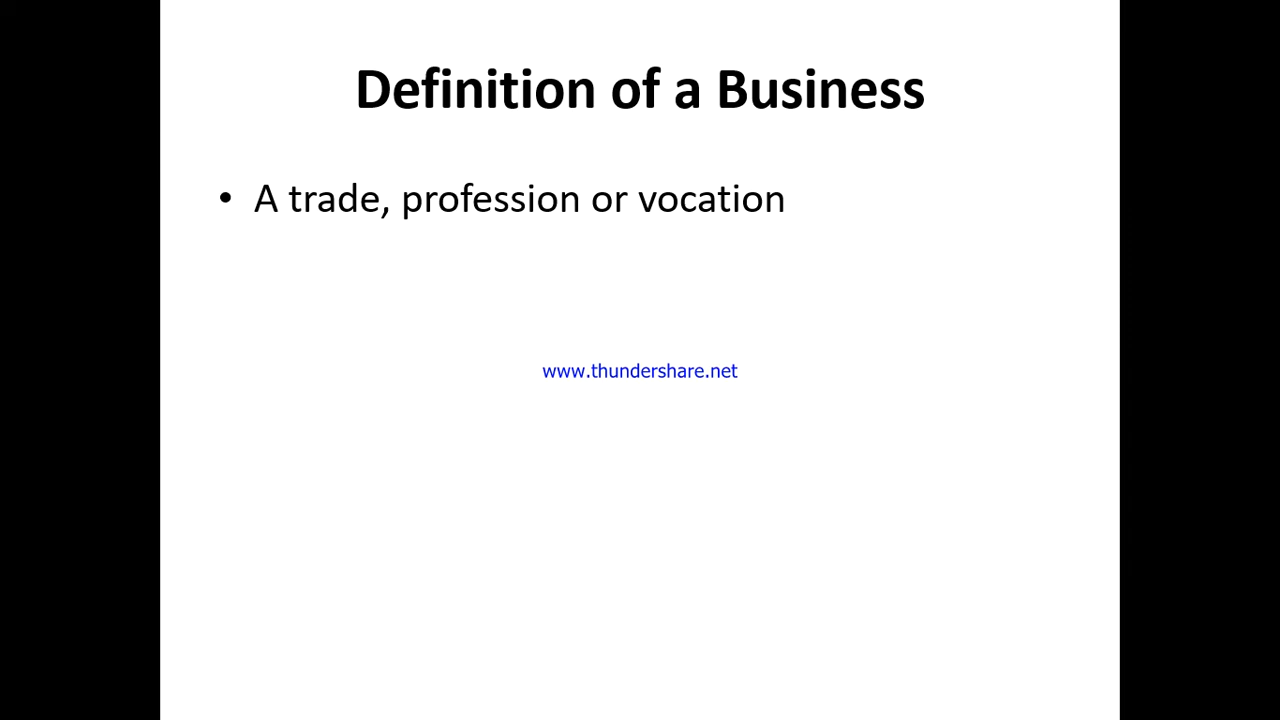 Definition of a Business
• A trade, profession or vocation
www.thundershare.net